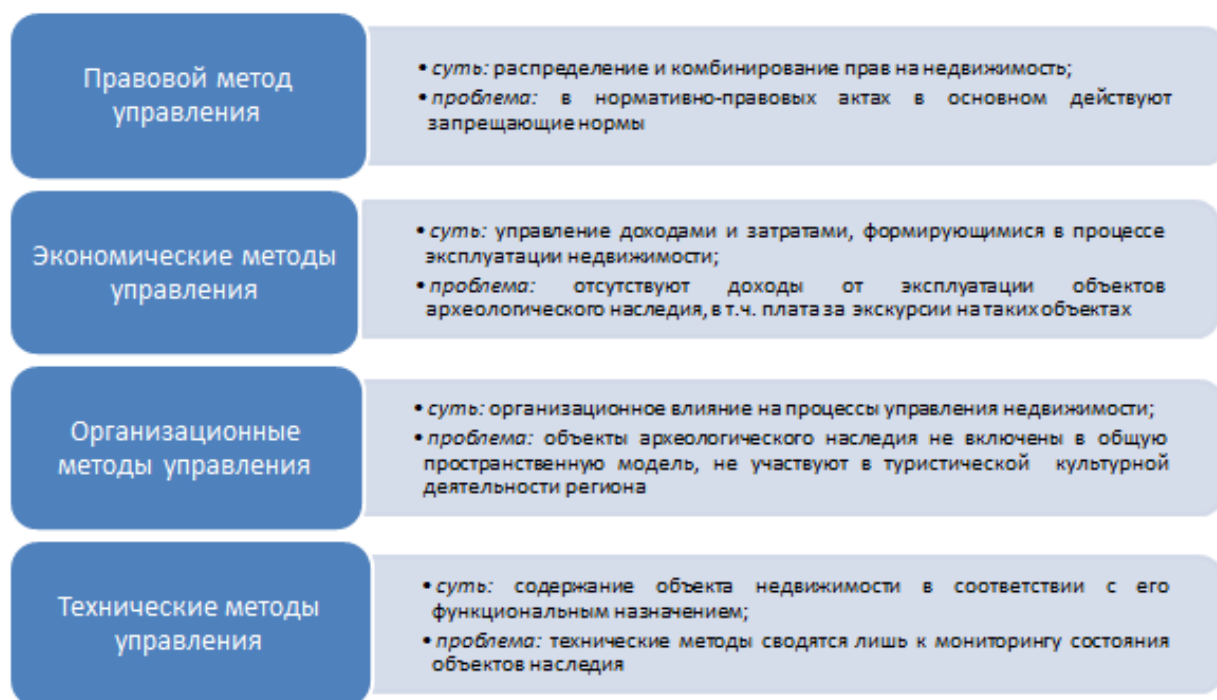 Правовой метод
управления
• суть: распределение и комбинирование прав на недвижимость;
• проблема: в нормативно-правовых актах в основном действуют
запрещающие нормы
Экономические методы
управления
• суть: управление доходами и затратами, формирующимися в процессе
эксплуатации недвижимости;
• проблема: отсутствуют доходы от эксплуатации объектов
археологического наследия, в т.ч. плата за экскурсии на таких объектах
Организационные
методы управления
• суть: организационное влияние на процессы управления недвижимости;
• проблема: объекты археологического наследия не включены в общую
пространственную модель, не участвуют в туристической культурной
деятельности региона
Технические методы
управления
• суть: содержание объекта недвижимости в соответствии с его
функциональным назначением;
• проблема: технические методы сводятся лишь к мониторингу состояния
объектов наследия